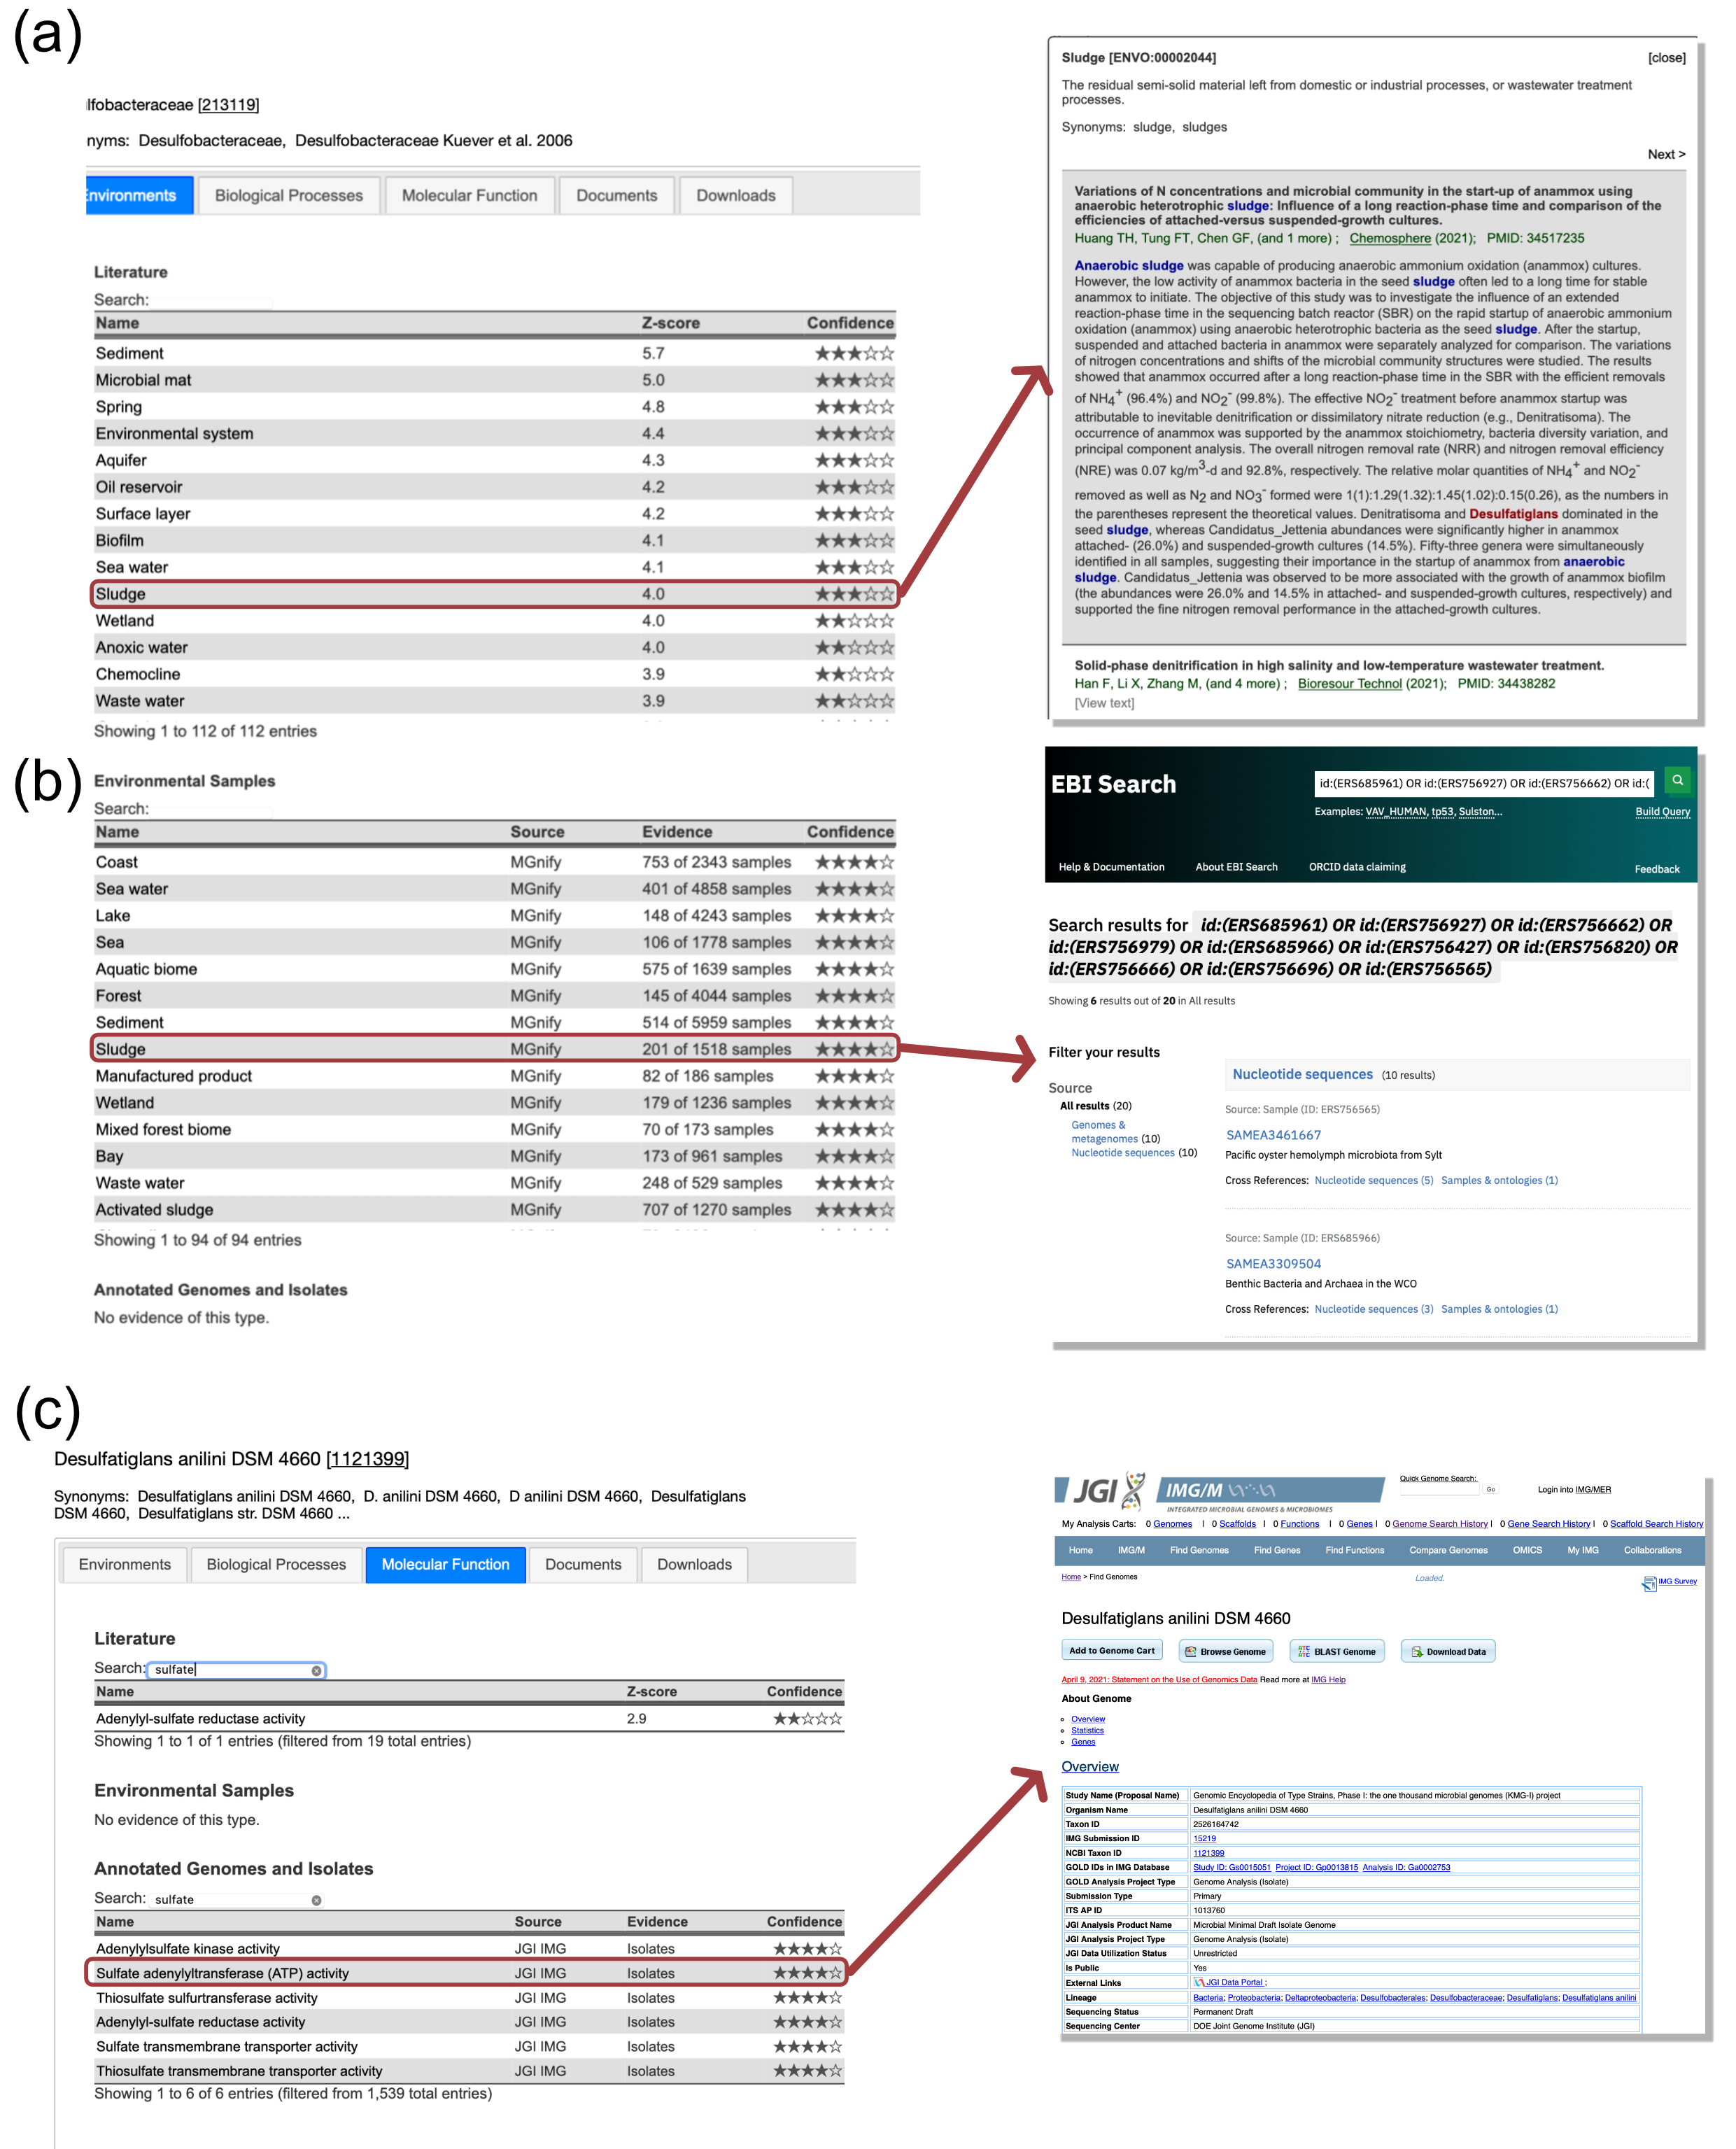 (a)
lfobacteraceae [213119]
nyms: Desulfobacteraceae, Desulfobacteraceae Kuever et al. 2006
Environments Biological Processes Molecular Function Documents Downloads
Literature
Search:
Name Z-score Confidence
Sediment 5.7 ★★★☆☆
Microbial mat 5.0 ★★★☆☆
Spring 4.8 ★★★☆☆
Environmental system 4.4 ★★★☆☆
Aquifer 4.3 ★★★☆☆
Oil reservoir 4.2 ★★★☆☆
Surface layer 4.2 ★★★☆☆
Biofilm 4.1 ★★★☆☆
Sea water 4.1 ★★★☆☆
Sludge 4.0 ★★★☆☆
Wetland 4.0 ★★☆☆☆
Anoxic water 4.0 ★★☆☆☆
Chemocline 3.9 ★★☆☆☆
Waste water 3.9 ★★☆☆☆
Showing 1 to 112 of 112 entries
Sludge [ENVO:00002044] [close]
The residual semi-solid material left from domestic or industrial processes, or wastewater treatment
processes.
Synonyms: sludge, sludges
Next >
Variations of N concentrations and microbial community in the start-up of anammox using
anaerobic heterotrophic sludge: Influence of a long reaction-phase time and comparison of the
efficiencies of attached-versus suspended-growth cultures.
Huang TH, Tung FT, Chen GF, (and 1 more) ; Chemosphere (2021); PMID: 34517235
Anaerobic sludge was capable of producing anaerobic ammonium oxidation (anammox) cultures.
However, the low activity of anammox bacteria in the seed sludge often led to a long time for stable
anammox to initiate. The objective of this study was to investigate the influence of an extended
reaction-phase time in the sequencing batch reactor (SBR) on the rapid startup of anaerobic ammonium
oxidation (anammox) using anaerobic heterotrophic bacteria as the seed sludge. After the startup,
suspended and attached bacteria in anammox were separately analyzed for comparison. The variations
of nitrogen concentrations and shifts of the microbial community structures were studied. The results
showed that anammox occurred after a long reaction-phase time in the SBR with the efficient removals
of NH4+ (96.4%) and NO2- (99.8%). The effective NO2- treatment before anammox startup was
attributable to inevitable denitrification or dissimilatory nitrate reduction (e.g., Denitratisoma). The
occurrence of anammox was supported by the anammox stoichiometry, bacteria diversity variation, and
principal component analysis. The overall nitrogen removal rate (NRR) and nitrogen removal efficiency
(NRE) was 0.07 kg/m3-d and 92.8%, respectively. The relative molar quantities of NH4+ and NO2-
removed as well as N2 and NO3- formed were 1(1):1.29(1.32):1.45(1.02):0.15(0.26), as the numbers in
the parentheses represent the theoretical values. Denitratisoma and Desulfatiglans dominated in the
seed sludge, whereas Candidatus_Jettenia abundances were significantly higher in anammox
attached- (26.0%) and suspended-growth cultures (14.5%). Fifty-three genera were simultaneously
identified in all samples, suggesting their importance in the startup of anammox from anaerobic
sludge. Candidatus_Jettenia was observed to be more associated with the growth of anammox biofilm
(the abundances were 26.0% and 14.5% in attached- and suspended-growth cultures, respectively) and
supported the fine nitrogen removal performance in the attached-growth cultures.
Solid-phase denitrification in high salinity and low-temperature wastewater treatment.
Han F, Li X, Zhang M, (and 4 more) ; Bioresour Technol (2021); PMID: 34438282
[View text]
(b)
Environmental Samples
Search:
Name Source Evidence Confidence
Coast MGnify 753 of 2343 samples ★★★★☆
Sea water MGnify 401 of 4858 samples ★★★★☆
Lake MGnify 148 of 4243 samples ★★★★☆
Sea MGnify 106 of 1778 samples ★★★★☆
Aquatic biome MGnify 575 of 1639 samples ★★★★☆
Forest MGnify 145 of 4044 samples ★★★★☆
Sediment MGnify 514 of 5959 samples ★★★★☆
Sludge MGnify 201 of 1518 samples ★★★★☆
Manufactured product MGnify 82 of 186 samples ★★★★☆
Wetland MGnify 179 of 1236 samples ★★★★☆
Mixed forest biome MGnify 70 of 173 samples ★★★★☆
Bay MGnify 173 of 961 samples ★★★★☆
Waste water MGnify 248 of 529 samples ★★★★☆
Activated sludge MGnify 707 of 1270 samples ★★★★☆
Showing 1 to 94 of 94 entries
Annotated Genomes and Isolates
No evidence of this type.
EBI Search
id:(ERS685961) OR id:(ERS756927) OR id:(ERS756662) OR id:(
Examples: VAV_HUMAN, tp53, Sulston... Build Query
Help & Documentation About EBI Search ORCID data claiming Feedback
Search results for id:(ERS685961) OR id:(ERS756927) OR id:(ERS756662) OR
id:(ERS756979) OR id:(ERS685966) OR id:(ERS756427) OR id:(ERS756820) OR
id:(ERS756666) OR id:(ERS756696) OR id:(ERS756565)
Showing 6 results out of 20 in All results
Filter your results
Source
All results (20)
Genomes &
metagenomes (10)
Nucleotide sequences (10)
Nucleotide sequences (10 results)
Source: Sample (ID: ERS756565)
SAMEA3461667
Pacific oyster hemolymph microbiota from Sylt
Cross References: Nucleotide sequences (5) Samples & ontologies (1)
Source: Sample (ID: ERS685966)
SAMEA3309504
Benthic Bacteria and Archaea in the WCO
Cross References: Nucleotide sequences (3) Samples & ontologies (1)
(c)
Desulfatiglans anilini DSM 4660 [1121399]
Synonyms: Desulfatiglans anilini DSM 4660, D. anilini DSM 4660, D anilini DSM 4660, Desulfatiglans
DSM 4660, Desulfatiglans str. DSM 4660 ...
Environments Biological Processes Molecular Function Documents Downloads
Literature
Search: sulfate
Name Z-score Confidence
Adenylyl-sulfate reductase activity 2.9 ★★☆☆☆
Showing 1 to 1 of 1 entries (filtered from 19 total entries)
Environmental Samples
No evidence of this type.
Annotated Genomes and Isolates
Search: sulfate
Name Source Evidence Confidence
Adenylylsulfate kinase activity JGI IMG Isolates ★★★★☆
Sulfate adenylyltransferase (ATP) activity JGI IMG Isolates ★★★★☆
Thiosulfate sulfurtransferase activity JGI IMG Isolates ★★★★☆
Adenylyl-sulfate reductase activity JGI IMG Isolates ★★★★☆
Sulfate transmembrane transporter activity JGI IMG Isolates ★★★★☆
Thiosulfate transmembrane transporter activity JGI IMG Isolates ★★★★☆
Showing 1 to 6 of 6 entries (filtered from 1,539 total entries)
JGI IMG/M
INTEGRATED MICROBIAL GENOMES & MICROBIOMES
Quick Genome Search:
Go
Login into IMG/MER
My Analysis Carts: 0 Genomes | 0 Scaffolds | 0 Functions | 0 Genes | 0 Genome Search History | 0 Gene Search History | 0 Scaffold Search History
Home IMG/M Find Genomes Find Genes Find Functions Compare Genomes OMICS My IMG Collaborations
Home > Find Genomes Loaded. IMG Survey
Desulfatiglans anilini DSM 4660
Add to Genome Cart Browse Genome BLAST Genome Download Data
April 9, 2021: Statement on the Use of Genomics Data Read more at IMG Help
About Genome
Overview
Statistics
Genes
Overview
Study Name (Proposal Name) Genomic Encyclopedia of Type Strains, Phase I: the one thousand microbial genomes (KMG-I) project
Organism Name Desulfatiglans anilini DSM 4660
Taxon ID 2526164742
IMG Submission ID 15219
NCBI Taxon ID 1121399
GOLD IDs in IMG Database Study ID: Gs0015051 Project ID: Gp0013815 Analysis ID: Ga0002753
GOLD Analysis Project Type Genome Analysis (Isolate)
Submission Type Primary
ITS AP ID 1013760
JGI Analysis Product Name Microbial Minimal Draft Isolate Genome
JGI Analysis Project Type Genome Analysis (Isolate)
JGI Data Utilization Status Unrestricted
Is Public Yes
External Links JGI Data Portal ;
Lineage Bacteria; Proteobacteria; Deltaproteobacteria; Desulfobacterales; Desulfobacteraceae; Desulfatiglans; Desulfatiglans anilini
Sequencing Status Permanent Draft
Sequencing Center DOE Joint Genome Institute (JGI)